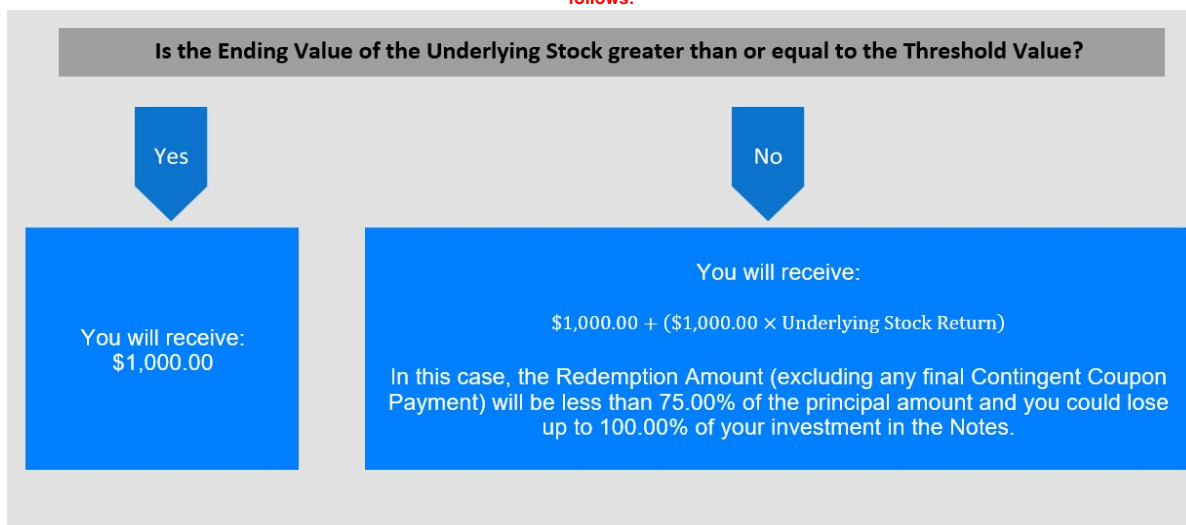 follows:
Is the Ending Value of the Underlying Stock greater than or equal to the Threshold Value?
Yes
No
You will receive:
$1,000.00
You will receive:
$1,000.00 + ($1,000.00 × Underlying Stock Return)
In this case, the Redemption Amount (excluding any final Contingent Coupon
Payment) will be less than 75.00% of the principal amount and you could lose
up to 100.00% of your investment in the Notes.